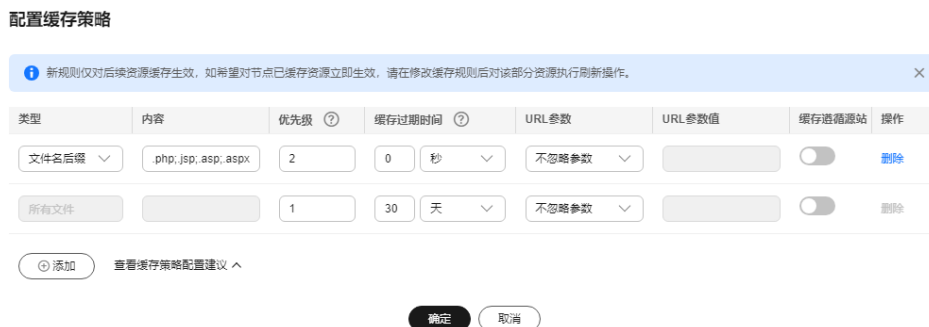 配置缓存策略
新规则仅对后续资源缓存生效，如希望对节点已缓存资源立即生效，请在修改缓存规则后对该部分资源执行刷新操作。
类型 内容 优先级 缓存过期时间 URL参数 URL参数值 缓存遵循源站 操作
文件名后缀 .php;.jsp;.asp;.aspx 2 0 秒 不忽略参数 删除
所有文件 1 30 天 不忽略参数 删除
添加 查看缓存策略配置建议
确定 取消